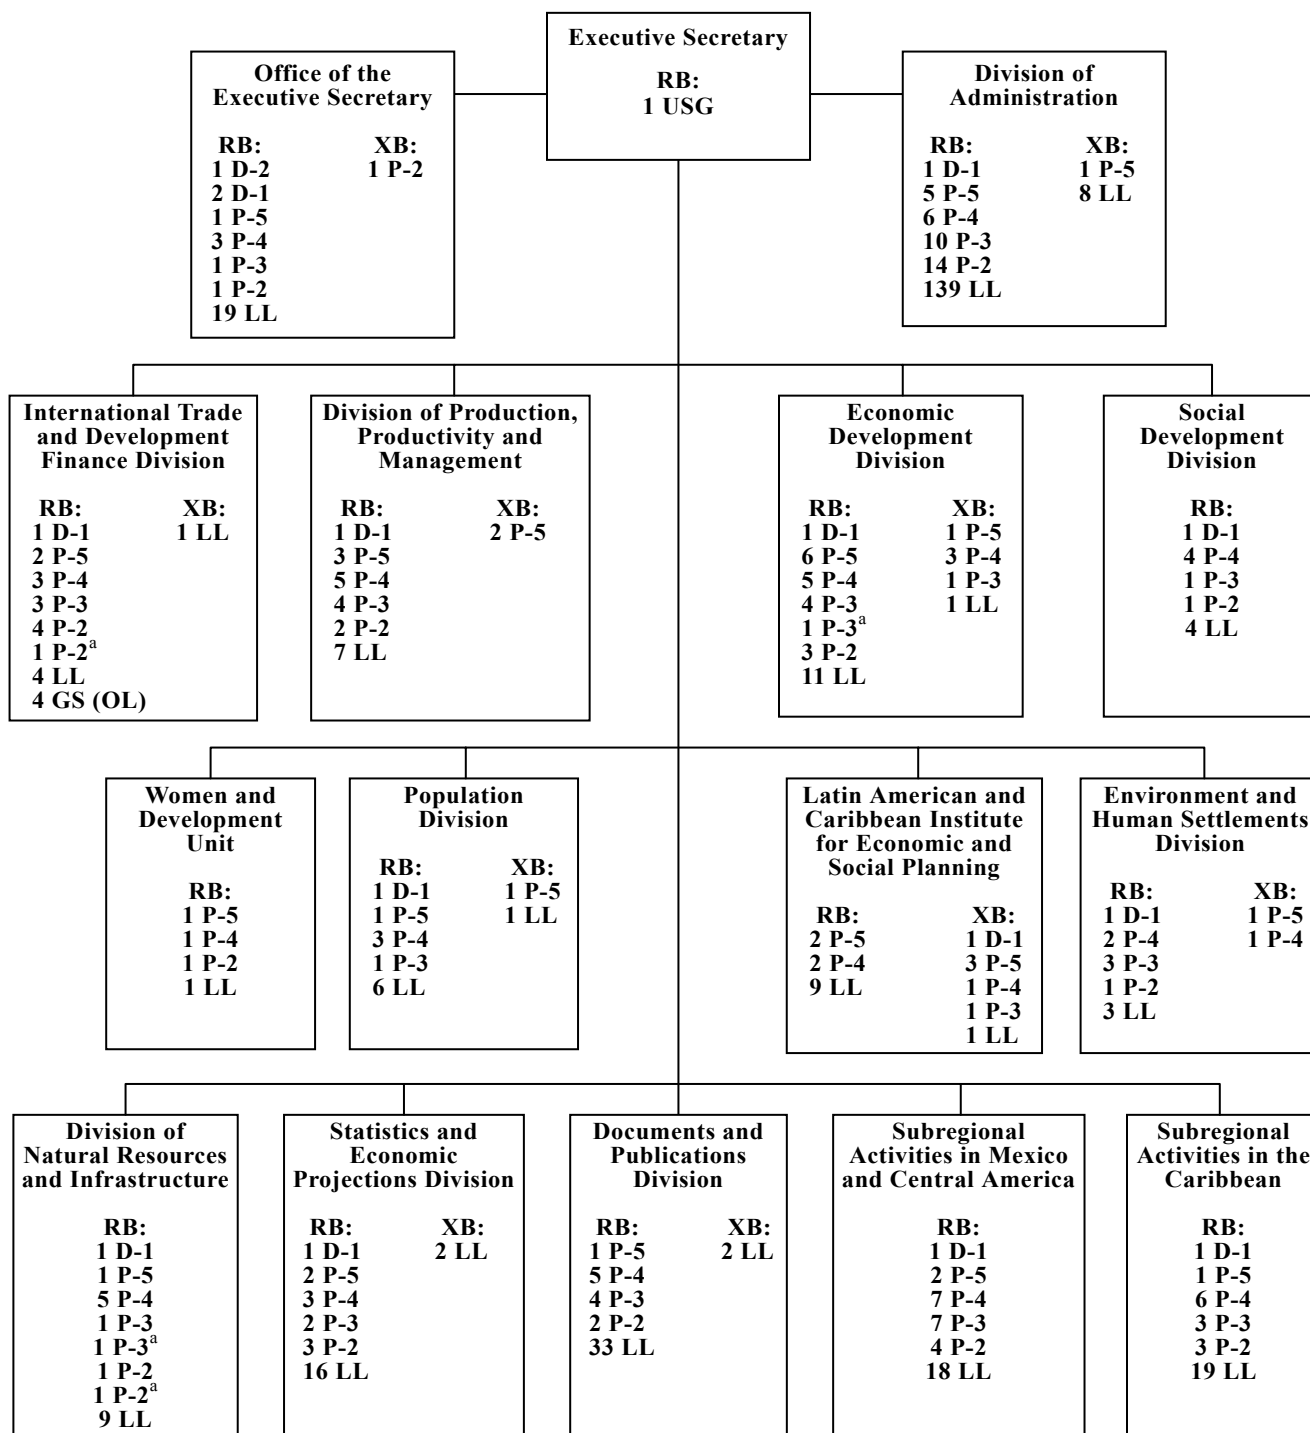 Executive Secretary
RB:
1 USG
Office of the
Executive Secretary
RB:
1 D-2
2 D-1
1 P-5
3 P-4
1 P-3
1 P-2
19 LL
XB:
1 P-2
Division of
Administration
RB:
1 D-1
5 P-5
6 P-4
10 P-3
14 P-2
139 LL
XB:
1 P-5
8 LL
International Trade
and Development
Finance Division
RB:
1 D-1
2 P-5
3 P-4
3 P-3
4 P-2
1 P-2a
4 LL
4 GS (OL)
XB:
1 LL
Division of Production,
Productivity and
Management
RB:
1 D-1
3 P-5
5 P-4
4 P-3
2 P-2
7 LL
XB:
2 P-5
Economic
Development
Division
RB:
1 D-1
6 P-5
5 P-4
4 P-3
1 P-3a
3 P-2
11 LL
XB:
1 P-5
3 P-4
1 P-3
1 LL
Social
Development
Division
RB:
1 D-1
4 P-4
1 P-3
1 P-2
4 LL
Women and
Development
Unit
RB:
1 P-5
1 P-4
1 P-2
1 LL
Population
Division
RB:
1 D-1
1 P-5
3 P-4
1 P-3
6 LL
XB:
1 P-5
1 LL
Latin American and
Caribbean Institute
for Economic and
Social Planning
RB:
2 P-5
2 P-4
9 LL
XB:
1 D-1
3 P-5
1 P-4
1 P-3
1 LL
Environment and
Human Settlements
Division
RB:
1 D-1
2 P-4
3 P-3
1 P-2
3 LL
XB:
1 P-5
1 P-4
Division of
Natural Resources
and Infrastructure
RB:
1 D-1
1 P-5
5 P-4
1 P-3
1 P-3a
1 P-2
1 P-2a
9 LL
Statistics and
Economic
Projections Division
RB:
1 D-1
2 P-5
3 P-4
2 P-3
3 P-2
16 LL
XB:
2 LL
Documents and
Publications
Division
RB:
1 P-5
5 P-4
4 P-3
2 P-2
33 LL
XB:
2 LL
Subregional
Activities in Mexico
and Central America
RB:
1 D-1
2 P-5
7 P-4
7 P-3
4 P-2
18 LL
Subregional
Activities in the
Caribbean
RB:
1 D-1
1 P-5
6 P-4
3 P-3
3 P-2
19 LL